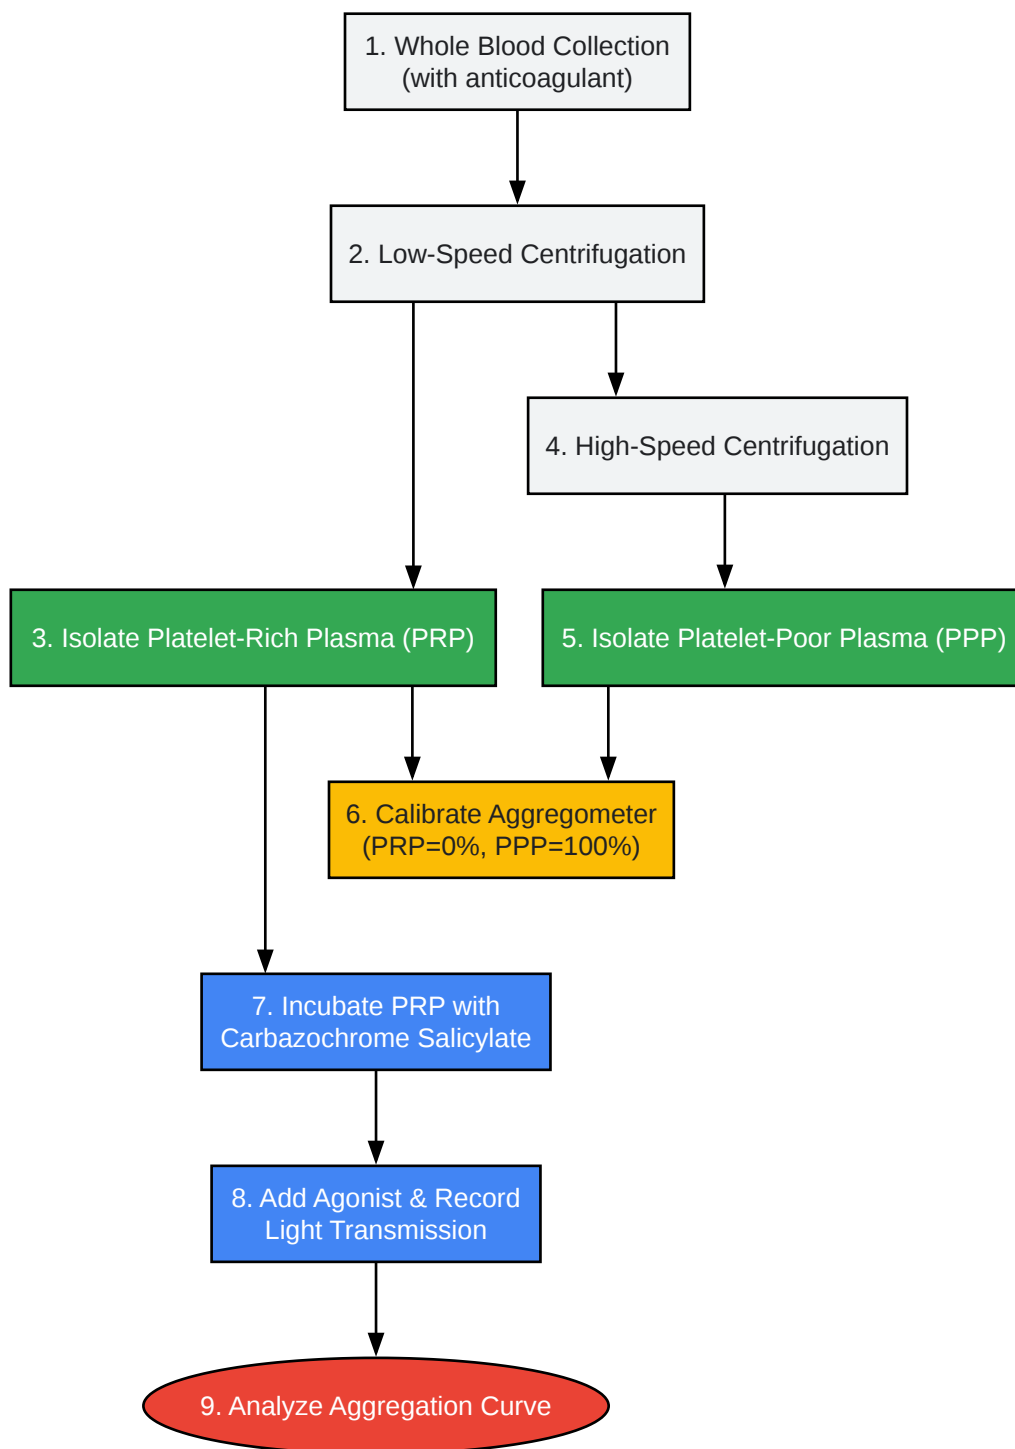 1. Whole Blood Collection
(with anticoagulant)
2. Low-Speed Centrifugation
4. High-Speed Centrifugation
3. Isolate Platelet-Rich Plasma (PRP)
5. Isolate Platelet-Poor Plasma (PPP)
6. Calibrate Aggregometer
(PRP=0%, PPP=100%)
7. Incubate PRP with
Carbazochrome Salicylate
8. Add Agonist & Record
Light Transmission
9. Analyze Aggregation Curve